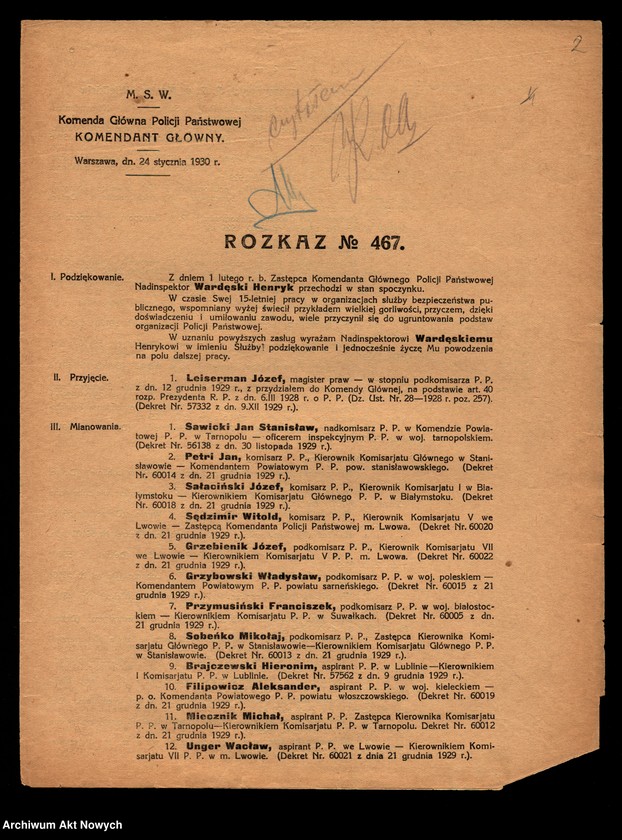 2
M. S. W.
Komenda Główna Policji Państwowej
KOMENDANT GŁÓWNY.
Warszawa, dn. 24 stycznia 1930 r.
czytałem
ROZKAZ № 467.
I. Podziękowanie.
Z dniem 1 lutego r. b. Zastępca Komendanta Głównego Policji Państwowej
Nadinspektor Wardęski Henryk przechodzi w stan spoczynku.
W czasie Swej 15-letniej pracy w organizacjach służby bezpieczeństwa pu-
blicznego, wspomniany wyżej świecił przykładem wielkiej gorliwości, przyczem, dzięki
doświadczeniu i umiłowaniu zawodu, wiele przyczynił się do ugruntowania podstaw
organizacji Policji Państwowej.
W uznaniu powyższych zasług wyrażam Nadinspektorowi Wardęskiemu
Henrykowi w imieniu Służby podziękowanie i jednocześnie życzę Mu powodzenia
na polu dalszej pracy.
II. Przyjęcie.
1. Leiserman Józef, magister praw — w stopniu podkomisarza P. P.
z dn. 12 grudnia 1929 r., z przydziałem do Komendy Głównej, na podstawie art. 40
rozp. Prezydenta R. P. z dn. 6.III 1928 r. o P. P. (Dz. Ust. Nr. 28—1928 r. poz. 257).
(Dekret Nr. 57332 z dn. 9.XII 1929 r.).
III. Mianowania.
1. Sawicki Jan Stanisław, nadkomisarz P. P. w Komendzie Powia-
towej P. P. w Tarnopolu — oficerem inspekcyjnym P. P. w woj. tarnopolskiem.
(Dekret Nr. 56138 z dn. 30 listopada 1929 r.).
2. Petri Jan, komisarz P. P., Kierownik Komisarjatu Głównego w Stani-
sławowie — Komendantem Powiatowym P. P. pow. stanisławowskiego. (Dekret
Nr. 60014 z dn. 21 grudnia 1929 r.).
3. Sałaciński Józef, komisarz P. P., Kierownik Komisarjatu I w Bia-
łymstoku — Kierownikiem Komisarjatu Głównego P. P. w Białymstoku. (Dekret
Nr. 60018 z dn. 21 grudnia 1929 r.).
4. Sędzimir Witold, komisarz P. P., Kierownik Komisarjatu V we
Lwowie — Zastępcą Komendanta Policji Państwowej m. Lwowa. (Dekret Nr. 60020
z dn. 21 grudnia 1929 r.).
5. Grzebienik Józef, podkomisarz P. P., Kierownik Komisarjatu VII
we Lwowie — Kierownikiem Komisarjatu V P. P. m. Lwowa. (Dekret Nr. 60022
z dn. 21 grudnia 1929 r.).
6. Grzybowski Władysław, podkomisarz P. P. w woj. poleskiem —
Komendantem Powiatowym P. P. powiatu sarneńskiego. (Dekret Nr. 60015 z 21
grudnia 1929 r.).
7. Przymusiński Franciszek, podkomisarz P. P. w woj. białostoc-
kiem — Kierownikiem Komisarjatu P. P. w Suwałkach. (Dekret Nr. 60005 z dn.
21 grudnia 1929 r.).
8. Sobeńko Mikołaj, podkomisarz P. P., Zastępca Kierownika Komi-
sarjatu Głównego P. P. w Stanisławowie—Kierownikiem Komisarjatu Głównego P. P.
w Stanisławowie. (Dekret Nr. 60013 z dn. 21 grudnia 1929 r.).
9. Brajczewski Hieronim, aspirant P. P. w Lublinie—Kierownikiem
I Komisarjatu P. P. w Lublinie. (Dekret Nr. 57562 z dn. 9 grudnia 1929 r.).
10. Filipowicz Aleksander, aspirant P. P. w woj. kieleckiem —
p. o. Komendanta Powiatowego P. P. powiatu włoszczowskiego. (Dekret Nr. 60019
z dn. 21 grudnia 1929 r.).
11. Miecznik Michał, aspirant P. P. Zastępca Kierownika Komisarjatu
P. P. w Tarnopolu—Kierownikiem Komisarjatu P. P. w Tarnopolu. Dekret Nr. 60012
z dn. 21 grudnia 1929 r.).
12. Unger Wacław, aspirant P. P. we Lwowie — Kierownikiem Komi-
sarjatu VII P. P. w m. Lwowie. (Dekret Nr. 60021 z dnia 21 grudnia 1929 r.).
Archiwum Akt Nowych